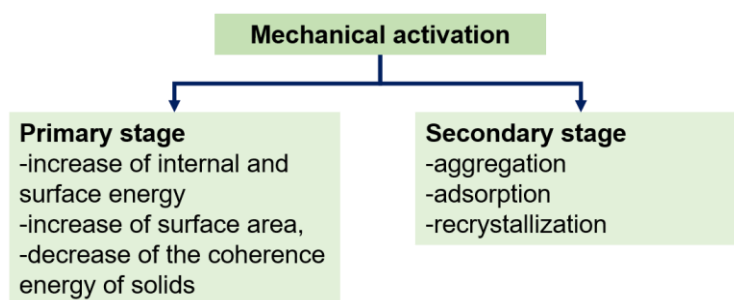 Mechanical activation
Primary stage
-increase of internal and
surface energy
-increase of surface area,
-decrease of the coherence
energy of solids
Secondary stage
-aggregation
-adsorption
-recrystallization